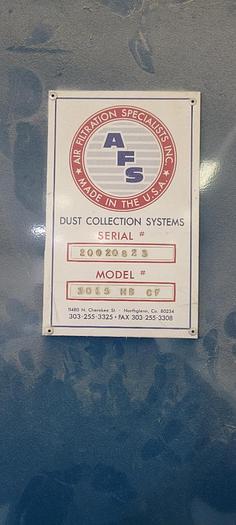 AIR FILTRATION SPECIALISTS INC.
AFS
★ MADE IN THE U.S.A. ★
DUST COLLECTION SYSTEMS
SERIAL #
20020823
MODEL #
3015 HB CF
11480 N. Cherokee St. · Northglenn, Co. 80234
303-255-3325 • FAX 303-255-3308